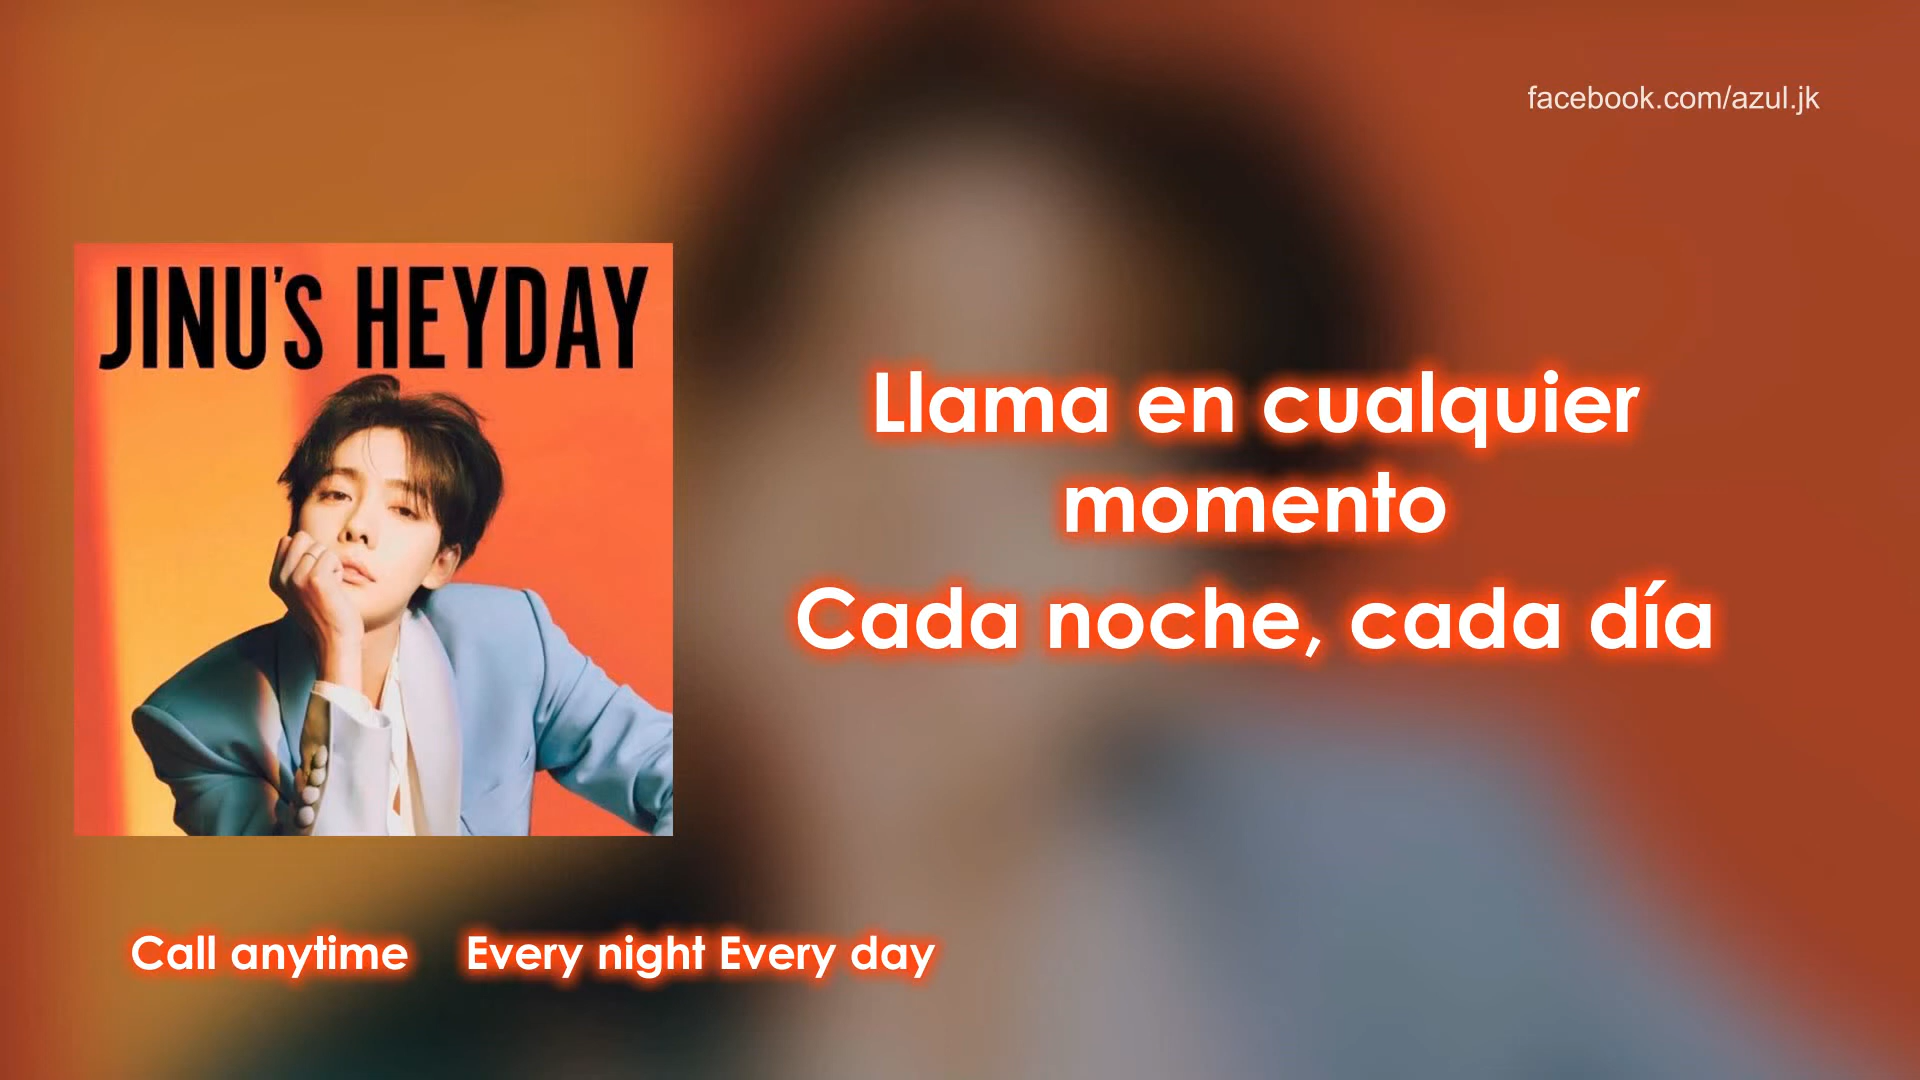 facebook.com/azul.jk
JINU'S HEYDAY
Llama en cualquier
momento
Cada noche, cada día
Call anytime Every night Every day